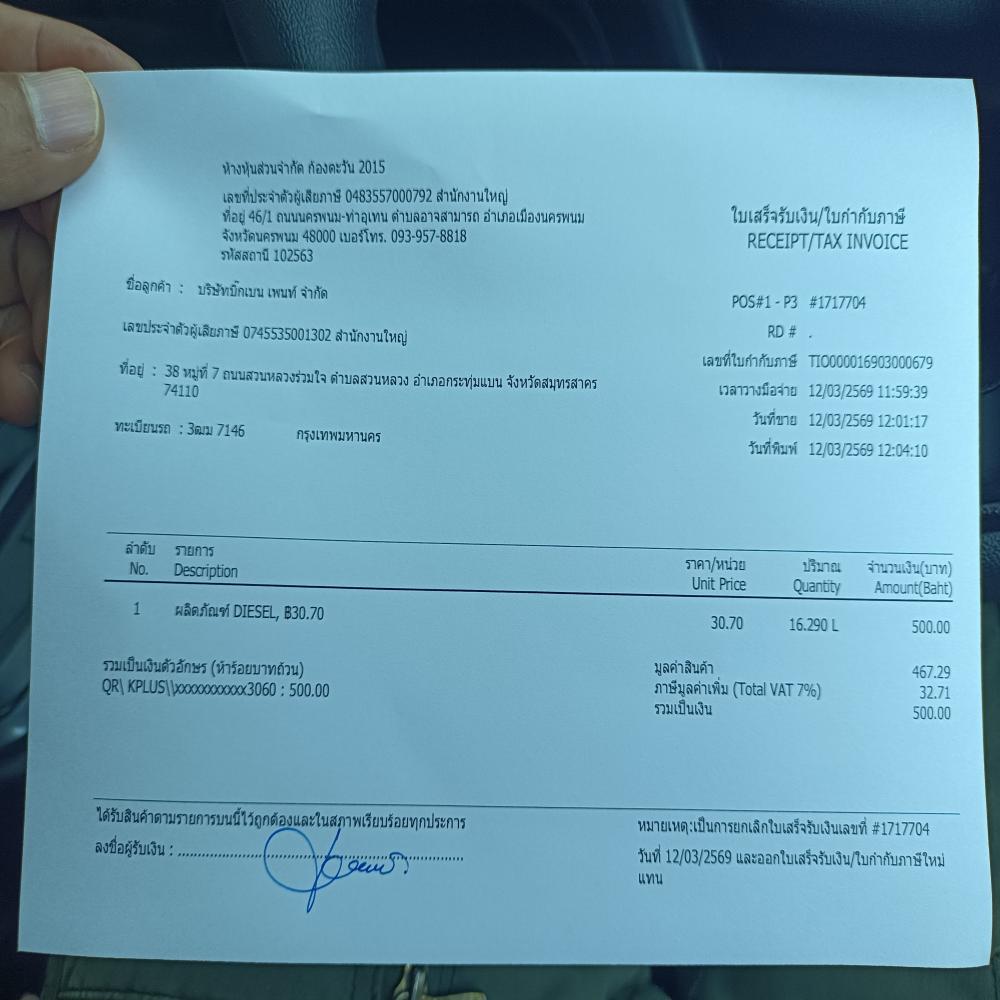 ห้างหุ้นส่วนจำกัด ก้องตะวัน 2015
เลขที่ประจำตัวผู้เสียภาษี 0483557000792 สำนักงานใหญ่
ที่อยู่ 46/1 ถนนนครพนม-ท่าอุเทน ตำบลอาจสามารถ อำเภอเมืองนครพนม
จังหวัดนครพนม 48000 เบอร์โทร. 093-957-8818
รหัสสถานี 102563
ใบเสร็จรับเงิน/ใบกำกับภาษี
RECEIPT/TAX INVOICE
ชื่อลูกค้า : บริษัทบิ๊กเบน เพนท์ จำกัด
เลขประจำตัวผู้เสียภาษี 0745535001302 สำนักงานใหญ่
ที่อยู่ : 38 หมู่ที่ 7 ถนนสวนหลวงร่วมใจ ตำบลสวนหลวง อำเภอกระทุ่มแบน จังหวัดสมุทรสาคร
74110
ทะเบียนรถ : 3ฒม 7146 กรุงเทพมหานคร
POS#1 - P3 #1717704
RD # .
เลขที่ใบกำกับภาษี TIO000016903000679
เวลาวางมือจ่าย 12/03/2569 11:59:39
วันที่ขาย 12/03/2569 12:01:17
วันที่พิมพ์ 12/03/2569 12:04:10
ลำดับ รายการ ราคา/หน่วย ปริมาณ จำนวนเงิน(บาท)
No. Description Unit Price Quantity Amount(Baht)
1 ผลิตภัณฑ์ DIESEL, ฿30.70 30.70 16.290 L 500.00
รวมเป็นเงินตัวอักษร (ห้าร้อยบาทถ้วน)
QR\ KPLUS\\xxxxxxxxxxx3060 : 500.00
มูลค่าสินค้า 467.29
ภาษีมูลค่าเพิ่ม (Total VAT 7%) 32.71
รวมเป็นเงิน 500.00
ได้รับสินค้าตามรายการบนนี้ไว้ถูกต้องและในสภาพเรียบร้อยทุกประการ
ลงชื่อผู้รับเงิน : ........................................................................
หมายเหตุ:เป็นการยกเลิกใบเสร็จรับเงินเลขที่ #1717704
วันที่ 12/03/2569 และออกใบเสร็จรับเงิน/ใบกำกับภาษีใหม่
แทน